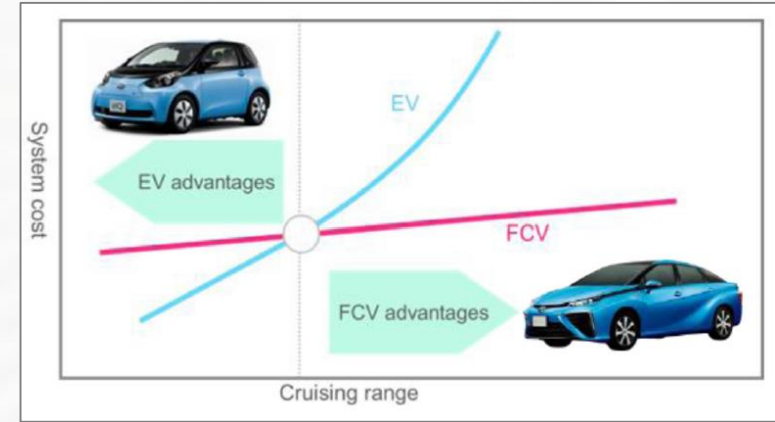 System cost
EV
EV advantages
FCV
FCV advantages
Cruising range